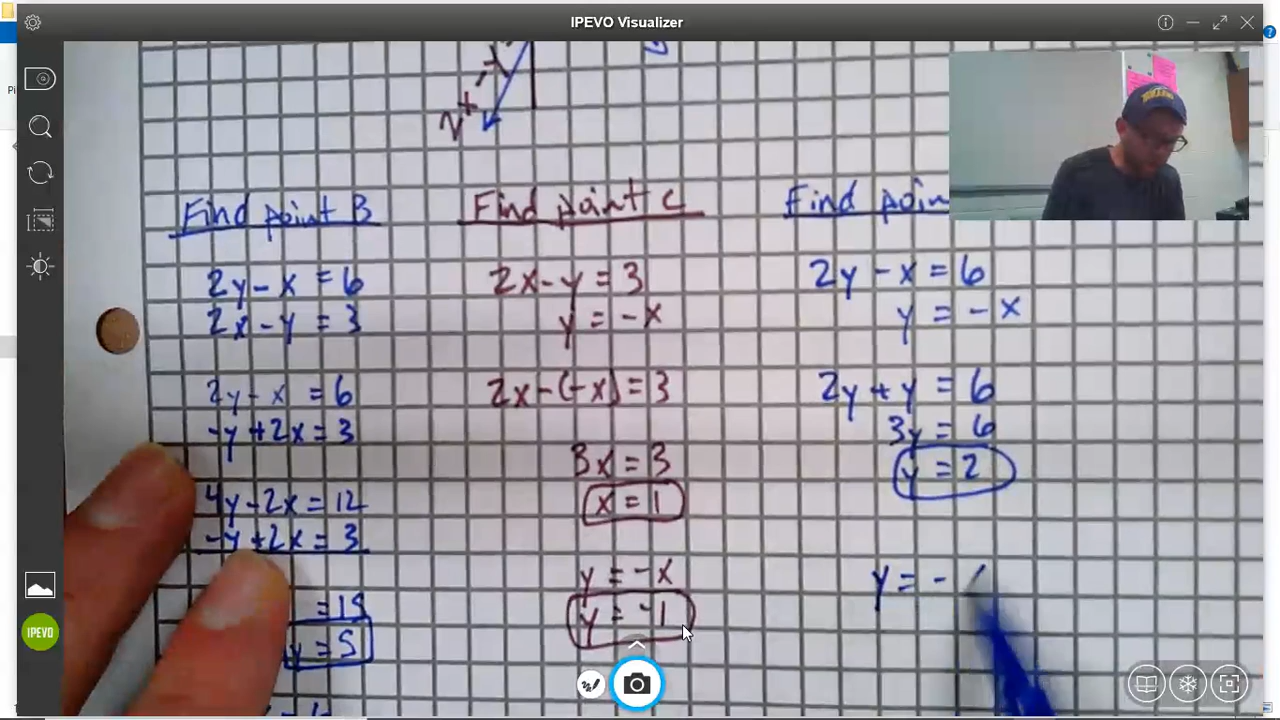 IPEVO Visualizer
Find point B
2y - x = 6
2x - y = 3
2y - x = 6
-y + 2x = 3
4y - 2x = 12
-y + 2x = 3
= 15
y = 5
Find point C
2x - y = 3
y = -x
2x - (-x) = 3
3x = 3
x = 1
y = -x
y = -1
Find poin
2y - x = 6
y = -x
2y + y = 6
3y = 6
y = 2
y = -
IPEVO